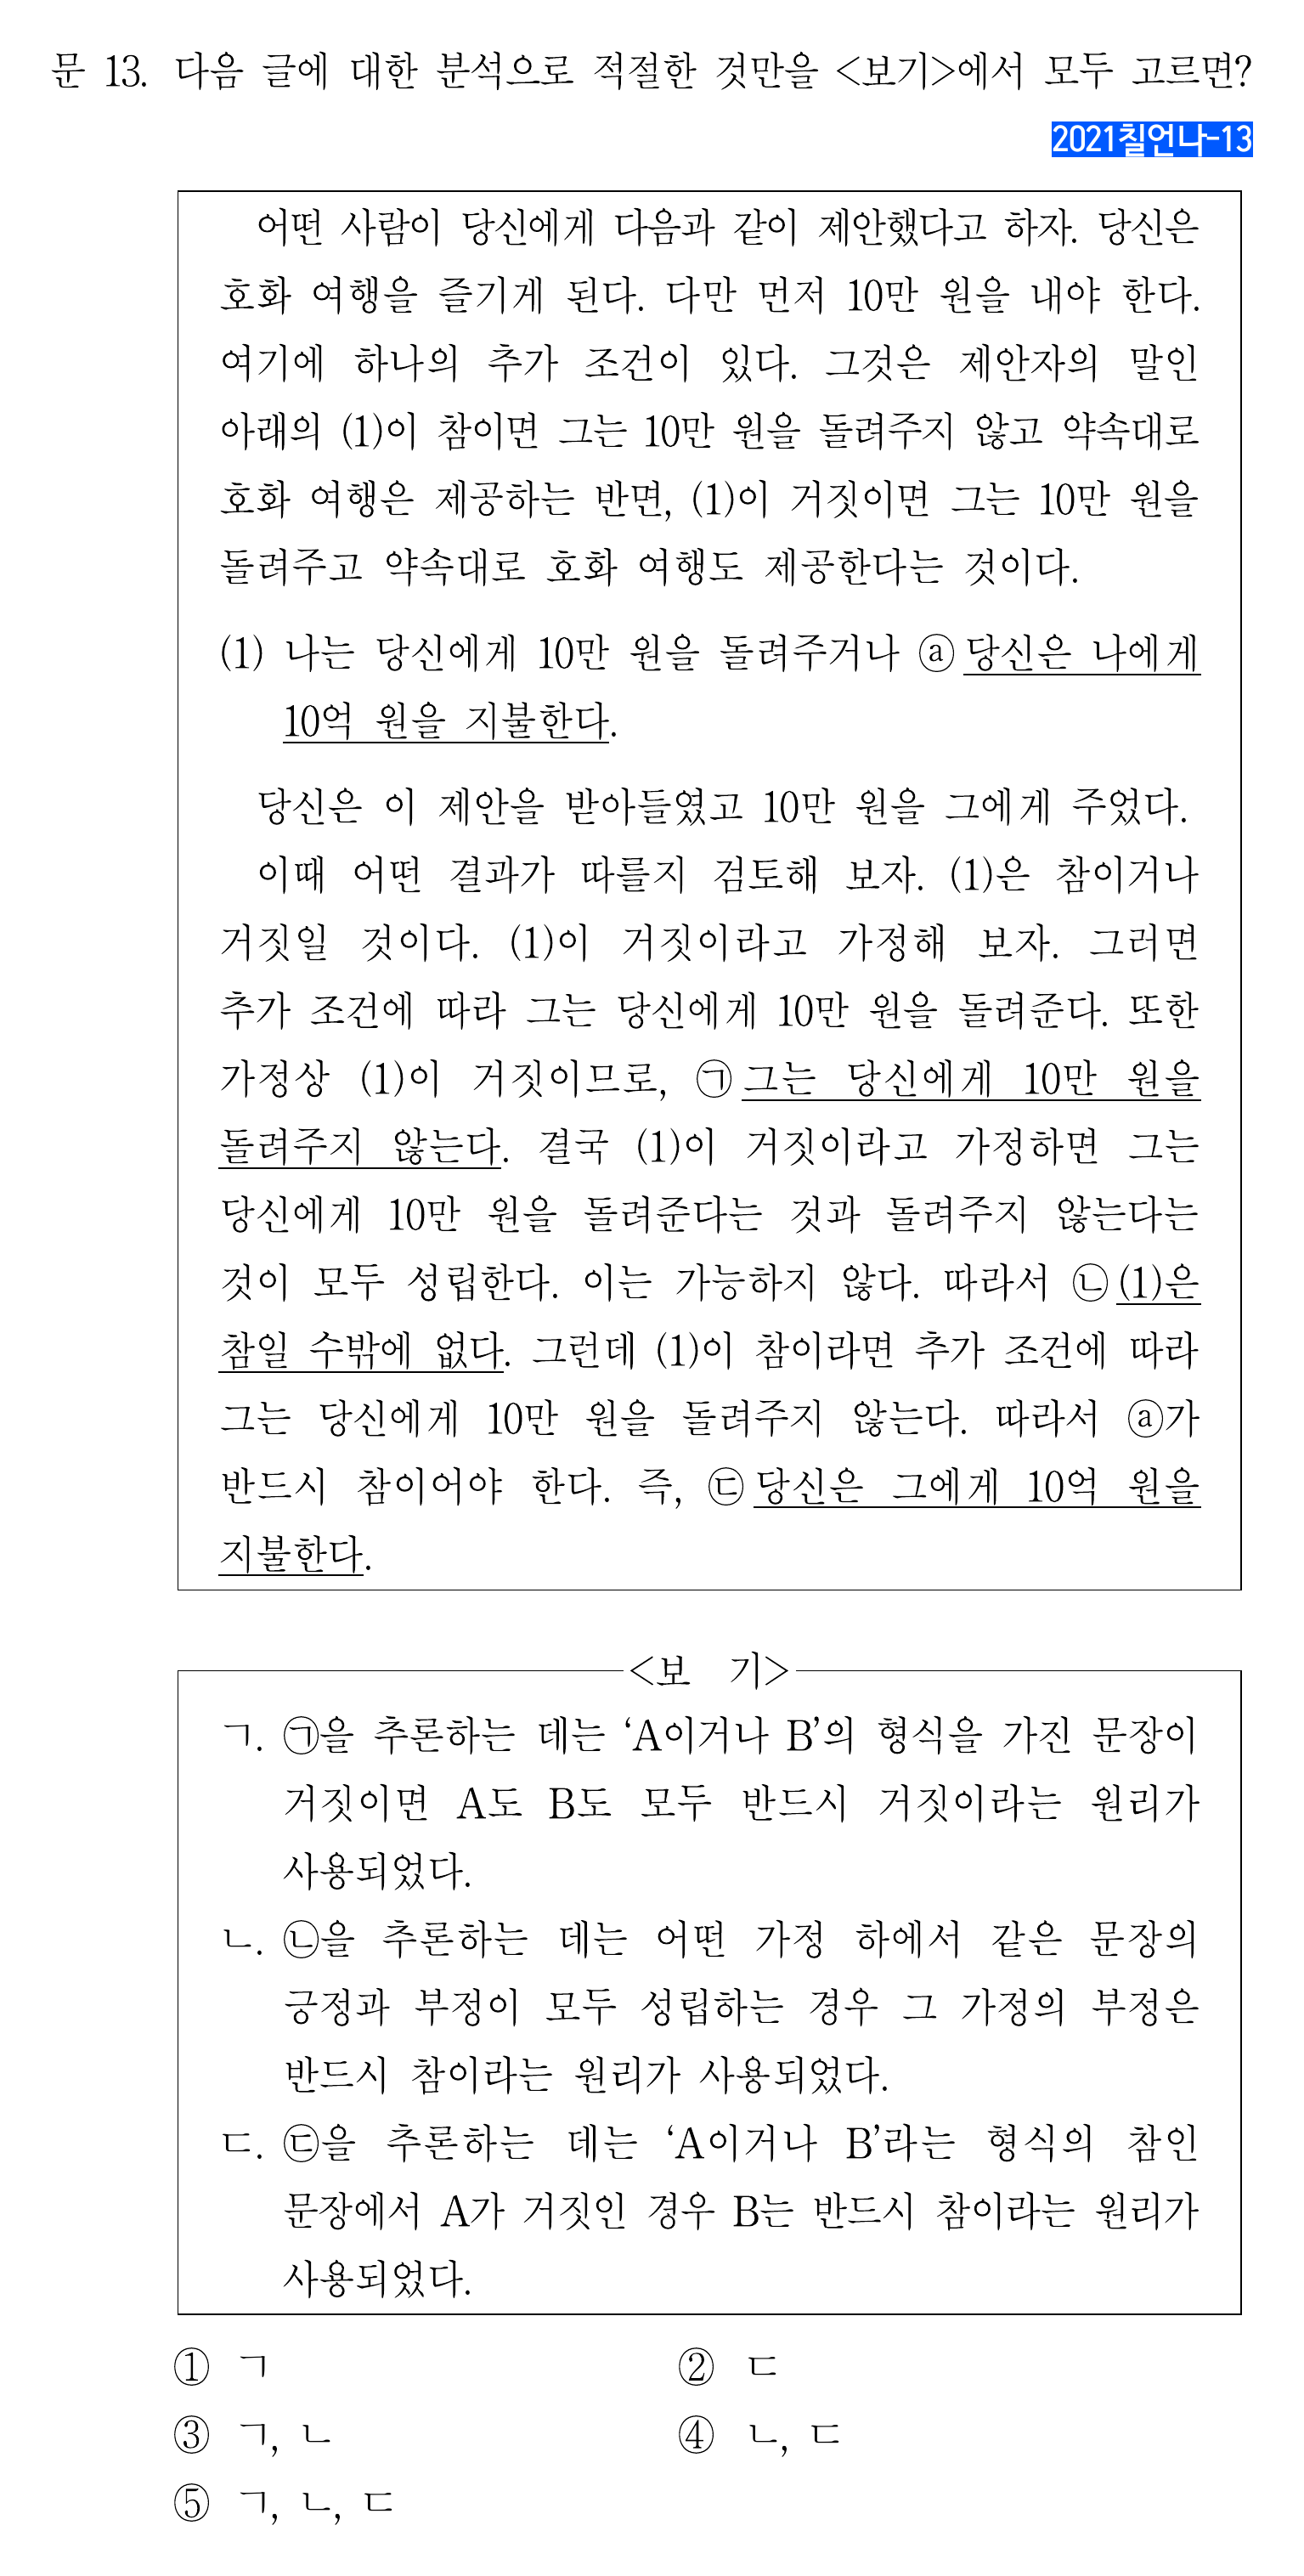 문 13. 다음 글에 대한 분석으로 적절한 것만을 <보기>에서 모두 고르면?
2021칠언나-13
어떤 사람이 당신에게 다음과 같이 제안했다고 하자. 당신은
호화 여행을 즐기게 된다. 다만 먼저 10만 원을 내야 한다.
여기에 하나의 추가 조건이 있다. 그것은 제안자의 말인
아래의 (1)이 참이면 그는 10만 원을 돌려주지 않고 약속대로
호화 여행은 제공하는 반면, (1)이 거짓이면 그는 10만 원을
돌려주고 약속대로 호화 여행도 제공한다는 것이다.
(1) 나는 당신에게 10만 원을 돌려주거나 ⓐ당신은 나에게
10억 원을 지불한다.
당신은 이 제안을 받아들였고 10만 원을 그에게 주었다.
이때 어떤 결과가 따를지 검토해 보자. (1)은 참이거나
거짓일 것이다. (1)이 거짓이라고 가정해 보자. 그러면
추가 조건에 따라 그는 당신에게 10만 원을 돌려준다. 또한
가정상 (1)이 거짓이므로, ㉠그는 당신에게 10만 원을
돌려주지 않는다. 결국 (1)이 거짓이라고 가정하면 그는
당신에게 10만 원을 돌려준다는 것과 돌려주지 않는다는
것이 모두 성립한다. 이는 가능하지 않다. 따라서 ㉡(1)은
참일 수밖에 없다. 그런데 (1)이 참이라면 추가 조건에 따라
그는 당신에게 10만 원을 돌려주지 않는다. 따라서 ⓐ가
반드시 참이어야 한다. 즉, ㉢당신은 그에게 10억 원을
지불한다.
<보 기>
ㄱ. ㉠을 추론하는 데는 ‘A이거나 B’의 형식을 가진 문장이
거짓이면 A도 B도 모두 반드시 거짓이라는 원리가
사용되었다.
ㄴ. ㉡을 추론하는 데는 어떤 가정 하에서 같은 문장의
긍정과 부정이 모두 성립하는 경우 그 가정의 부정은
반드시 참이라는 원리가 사용되었다.
ㄷ. ㉢을 추론하는 데는 ‘A이거나 B’라는 형식의 참인
문장에서 A가 거짓인 경우 B는 반드시 참이라는 원리가
사용되었다.
① ㄱ ② ㄷ
③ ㄱ, ㄴ ④ ㄴ, ㄷ
⑤ ㄱ, ㄴ, ㄷ